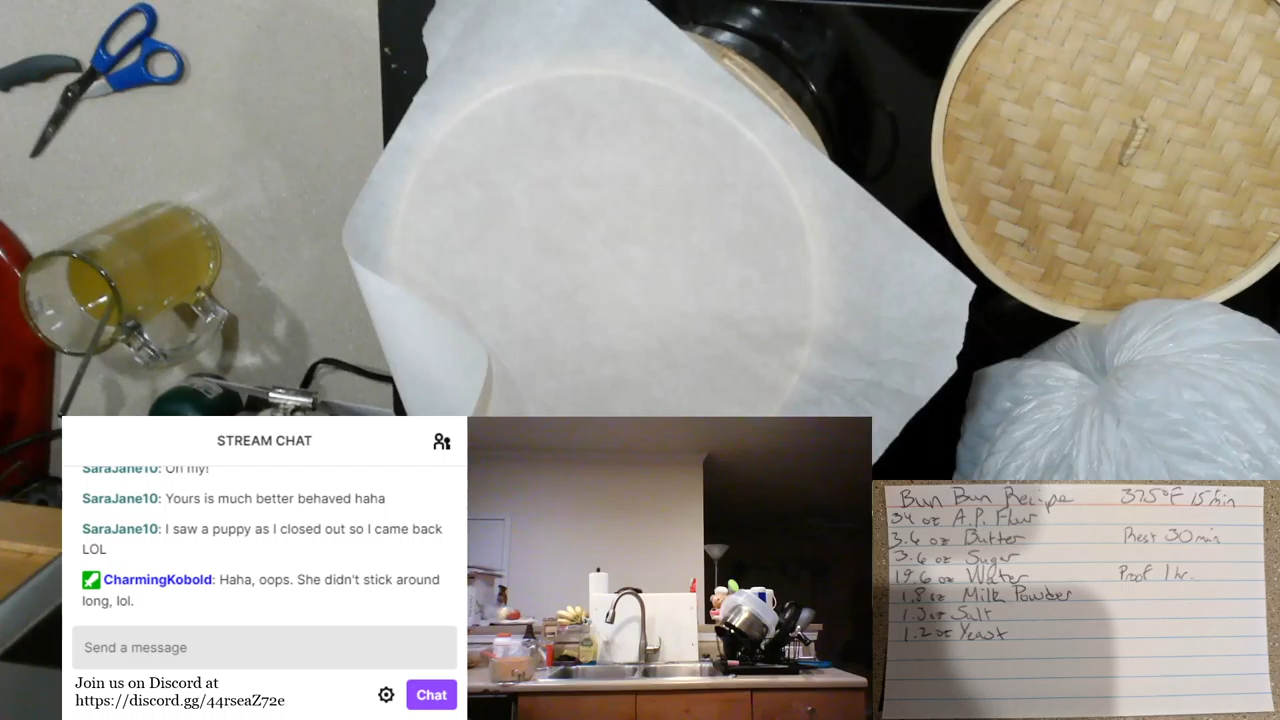 STREAM CHAT
SaraJane10: Oh my!
SaraJane10: Yours is much better behaved haha
SaraJane10: I saw a puppy as I closed out so I came back
LOL
CharmingKobold: Haha, oops. She didn't stick around
long, lol.
Send a message
Join us on Discord at
https://discord.gg/44rseaZ72e
Chat
Bun Bun Recipe 375°F 15 min
34 oz A.P. Flour
3.6 oz Butter Rest 30 min
3.6 oz Sugar
19.6 oz Water Proof 1 hr.
1.8 oz Milk Powder
1.3 oz Salt
1.2 oz Yeast